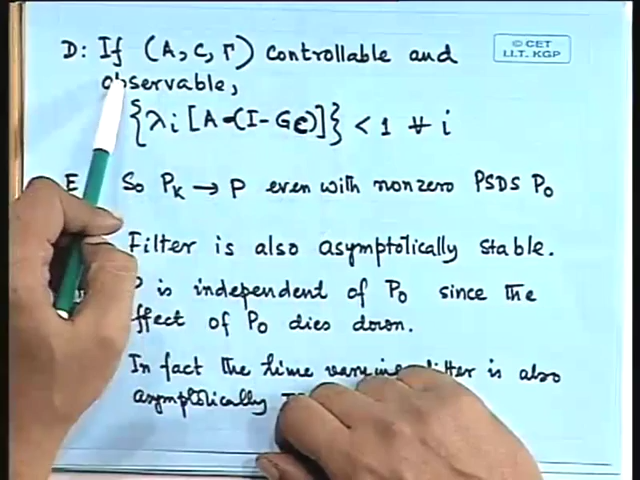 © CET
I.I.T. KGP
D: If (A, C, Γ) controllable and
observable,
{λi [A-(I-GC)]} < 1 ∀ i
E So PK → P even with nonzero PSDS P0
Filter is also asymptotically stable.
P is independent of P0 since the
effect of P0 dies down.
In fact the time varying filter is also
asymptotically